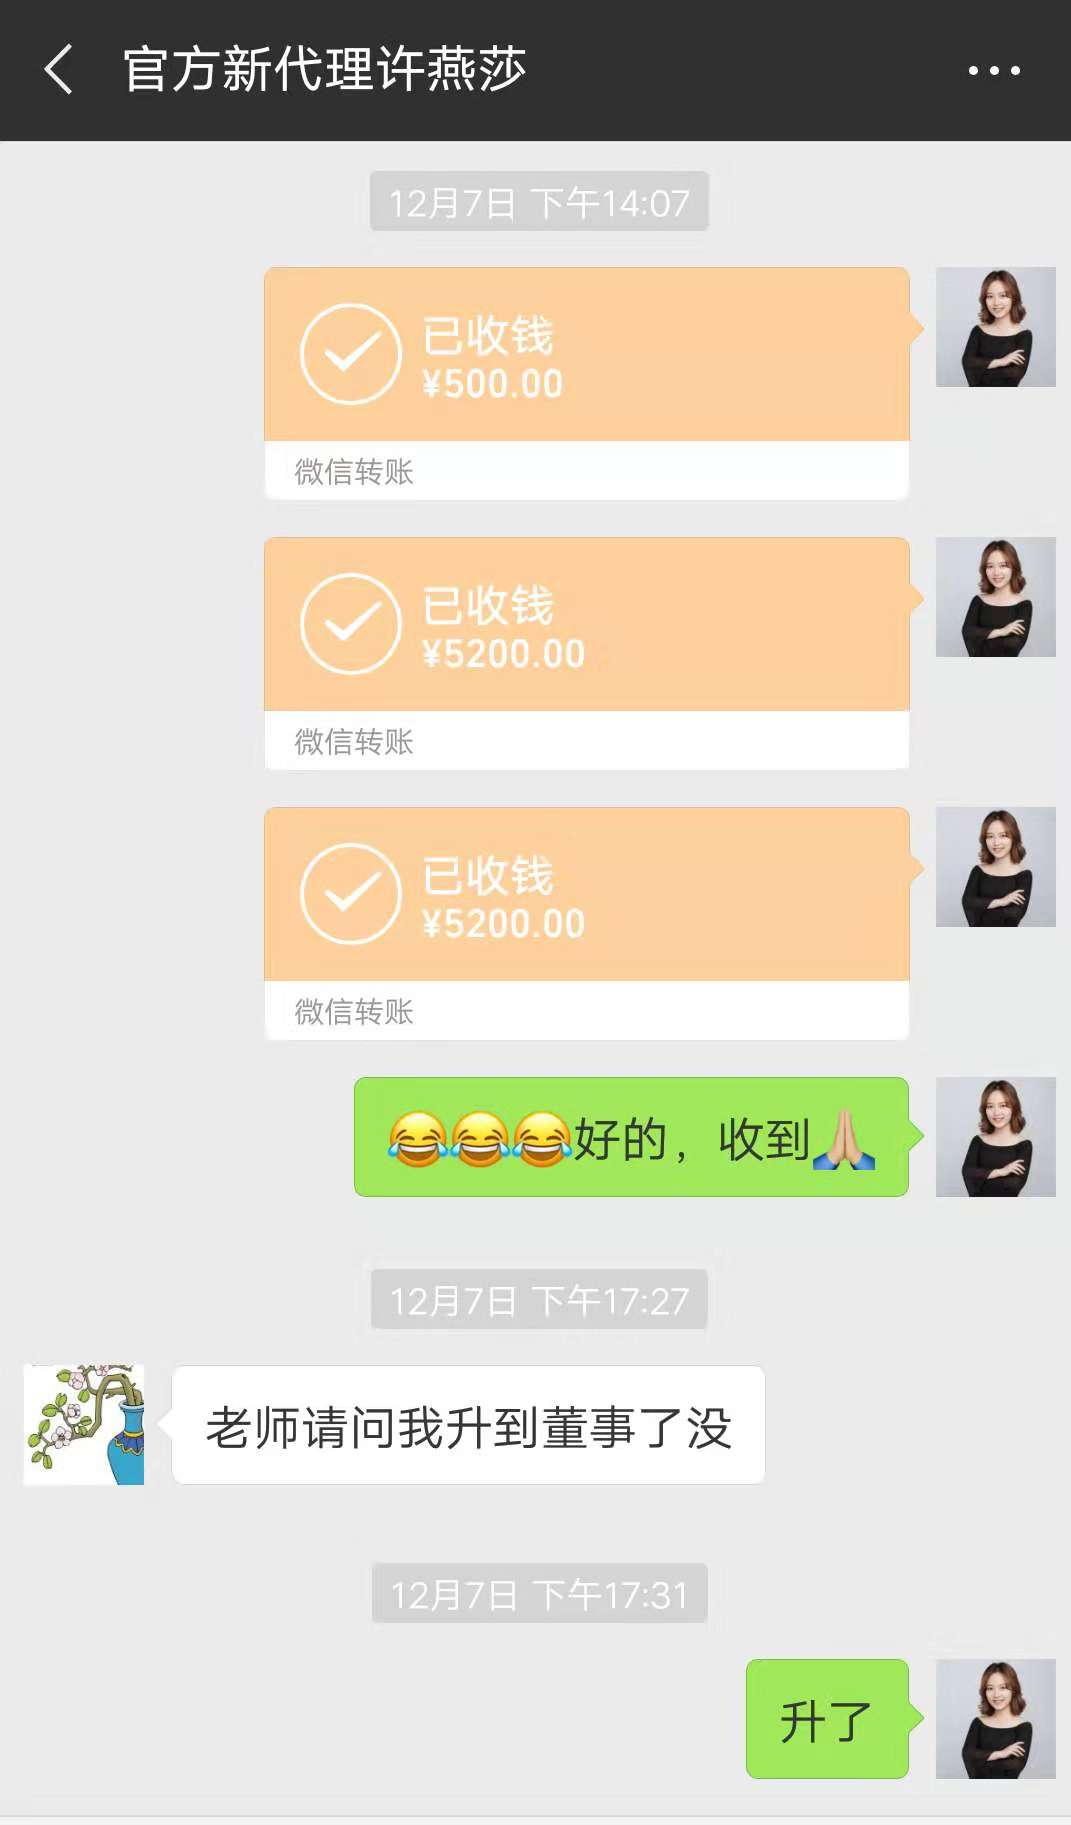 官方新代理许燕莎
12月7日 下午14:07
已收钱
¥500.00
微信转账
已收钱
¥5200.00
微信转账
已收钱
¥5200.00
微信转账
😂😂😂好的，收到🙏
12月7日 下午17:27
老师请问我升到董事了没
12月7日 下午17:31
升了